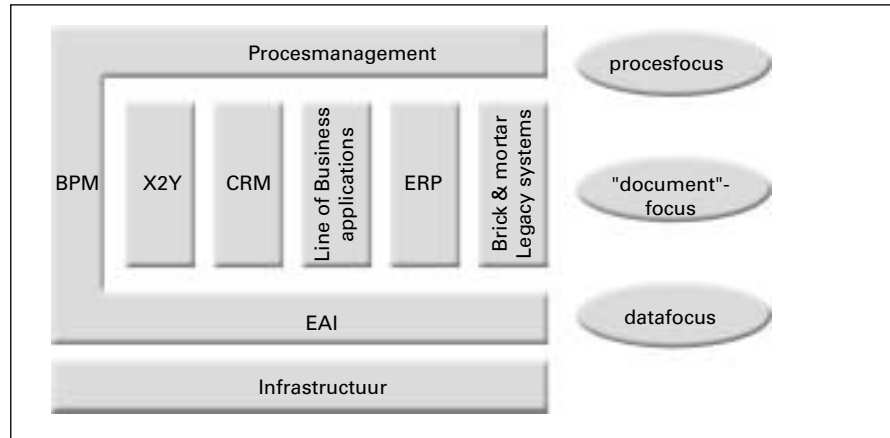 Procesmanagement
procesfocus
BPM
X2Y
CRM
Line of Business
applications
ERP
Brick & mortar
Legacy systems
"document"-
focus
EAI
datafocus
Infrastructuur